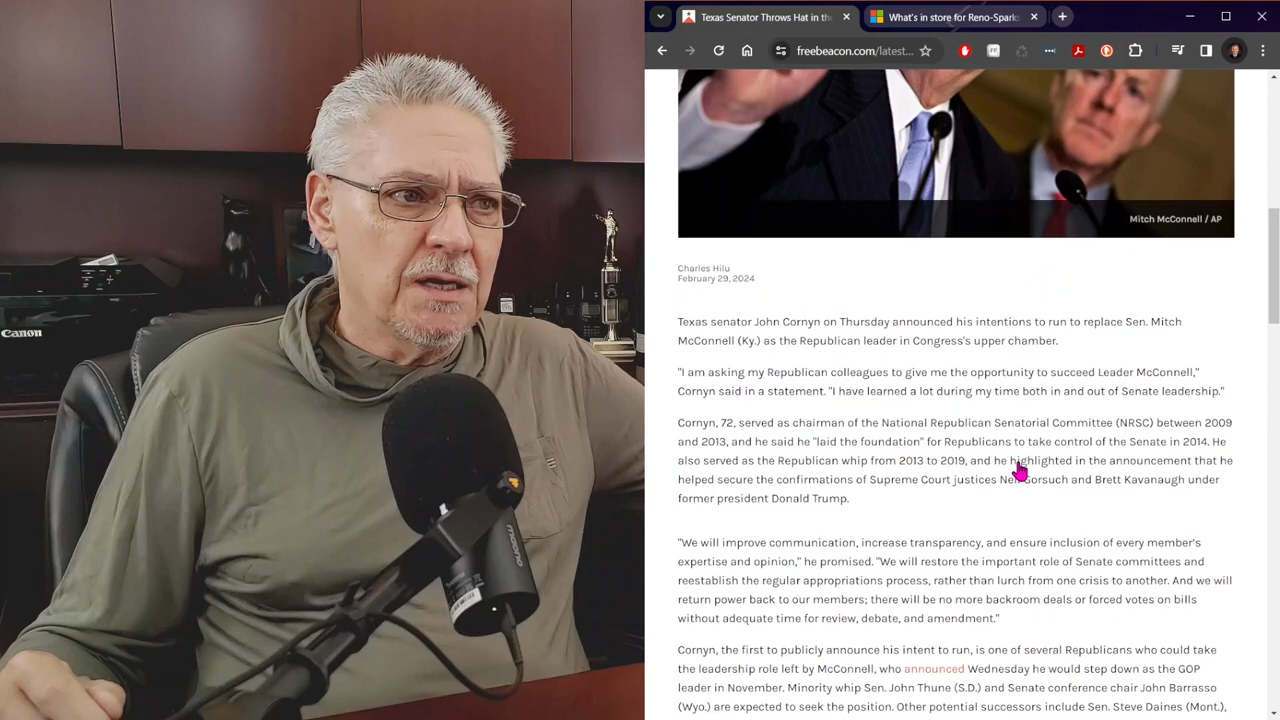 Texas Senator Throws Hat in the
What's in store for Reno-Spark
freebeacon.com/latest...
Mitch McConnell / AP
Charles Hilu
February 29, 2024
Texas senator John Cornyn on Thursday announced his intentions to run to replace Sen. Mitch
McConnell (Ky.) as the Republican leader in Congress's upper chamber.
"I am asking my Republican colleagues to give me the opportunity to succeed Leader McConnell,"
Cornyn said in a statement. "I have learned a lot during my time both in and out of Senate leadership."
Cornyn, 72, served as chairman of the National Republican Senatorial Committee (NRSC) between 2009
and 2013, and he said he "laid the foundation" for Republicans to take control of the Senate in 2014. He
also served as the Republican whip from 2013 to 2019, and he highlighted in the announcement that he
helped secure the confirmations of Supreme Court justices Neil Gorsuch and Brett Kavanaugh under
former president Donald Trump.
"We will improve communication, increase transparency, and ensure inclusion of every member's
expertise and opinion," he promised. "We will restore the important role of Senate committees and
reestablish the regular appropriations process, rather than lurch from one crisis to another. And we will
return power back to our members; there will be no more backroom deals or forced votes on bills
without adequate time for review, debate, and amendment."
Cornyn, the first to publicly announce his intent to run, is one of several Republicans who could take
the leadership role left by McConnell, who announced Wednesday he would step down as the GOP
leader in November. Minority whip Sen. John Thune (S.D.) and Senate conference chair John Barrasso
(Wyo.) are expected to seek the position. Other potential successors include Sen. Steve Daines (Mont.),
Canon
maono